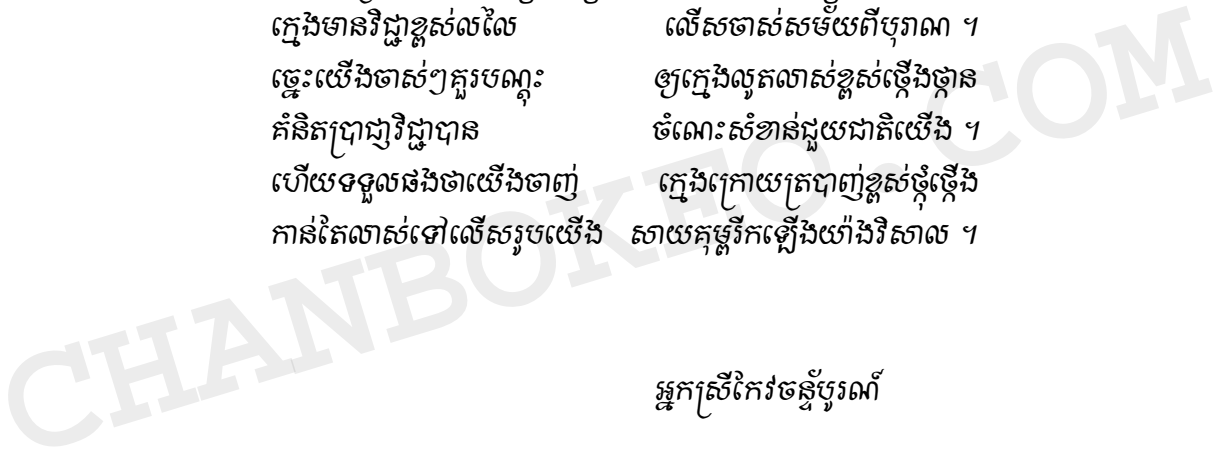 ក្មេងមានវិជ្ជាខ្ពស់លលៃ លើសចាស់សម័យពីបុរាណ ។
ច្នេះយើងចាស់ៗគួរបណ្តុះ ឲ្យក្មេងលូតលាស់ខ្ពស់ថ្កើងថ្កាន
គំនិតប្រាជ្ញាវិជ្ជាបាន ចំណេះសំខាន់ជួយជាតិយើង ។
ហើយទទួលផងថាយើងចាញ់ ក្មេងក្រោយត្របាញ់ខ្ពស់ថ្កុំថ្កើង
កាន់តែលាស់ទៅលើសរូបយើង សាយគុម្ពរីកឡើងយ៉ាងវិសាល ។
អ្នកស្រីកែវចន្ទ័បូរណ៍
CHANBOKEO.COM